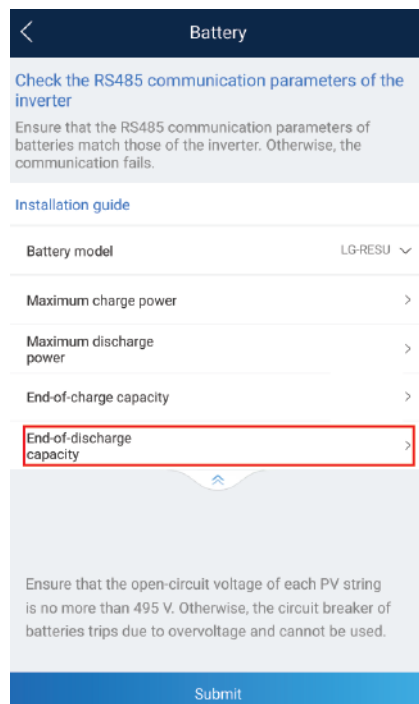 Battery
Check the RS485 communication parameters of the
inverter
Ensure that the RS485 communication parameters of
batteries match those of the inverter. Otherwise, the
communication fails.
Installation guide
Battery model LG-RESU
Maximum charge power
Maximum discharge
power
End-of-charge capacity
End-of-discharge
capacity
Ensure that the open-circuit voltage of each PV string
is no more than 495 V. Otherwise, the circuit breaker of
batteries trips due to overvoltage and cannot be used.
Submit